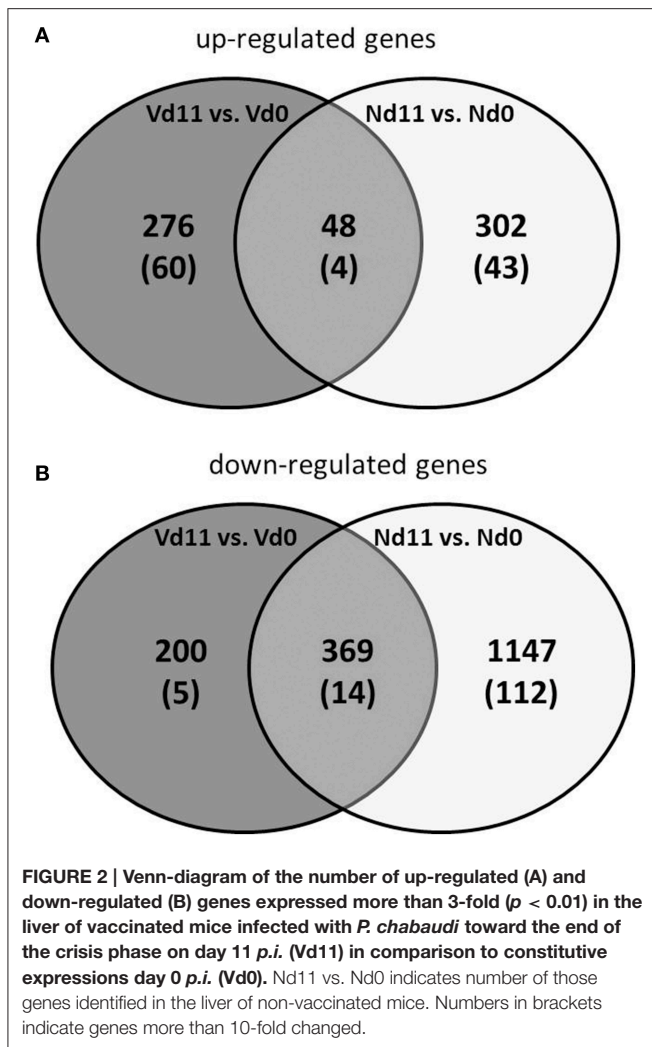 A
up-regulated genes
Vd11 vs. Vd0
Nd11 vs. Nd0
276
(60)
48
(4)
302
(43)
B
down-regulated genes
Vd11 vs. Vd0
Nd11 vs. Nd0
200
(5)
369
(14)
1147
(112)
FIGURE 2 | Venn-diagram of the number of up-regulated (A) and
down-regulated (B) genes expressed more than 3-fold (p < 0.01) in the
liver of vaccinated mice infected with P. chabaudi toward the end of
the crisis phase on day 11 p.i. (Vd11) in comparison to constitutive
expressions day 0 p.i. (Vd0). Nd11 vs. Nd0 indicates number of those
genes identified in the liver of non-vaccinated mice. Numbers in brackets
indicate genes more than 10-fold changed.